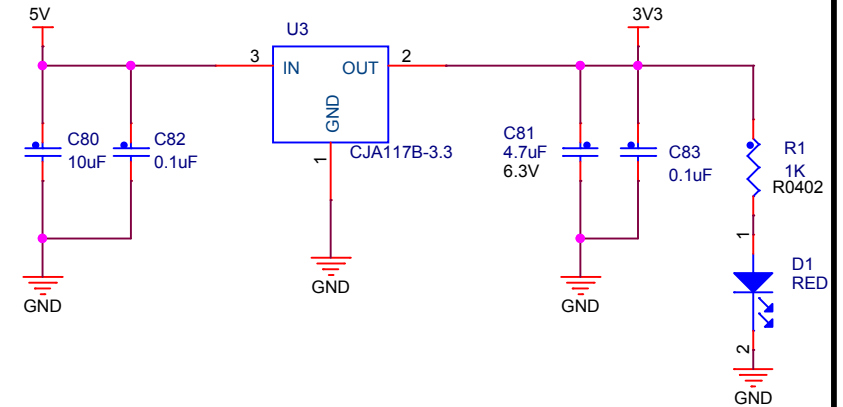 5V
U3
3V3
3
IN
OUT
2
GND
1
CJA117B-3.3
C80
10uF
C82
0.1uF
C81
4.7uF
6.3V
C83
0.1uF
R1
1K
R0402
1
D1
RED
2
GND
GND
GND
GND